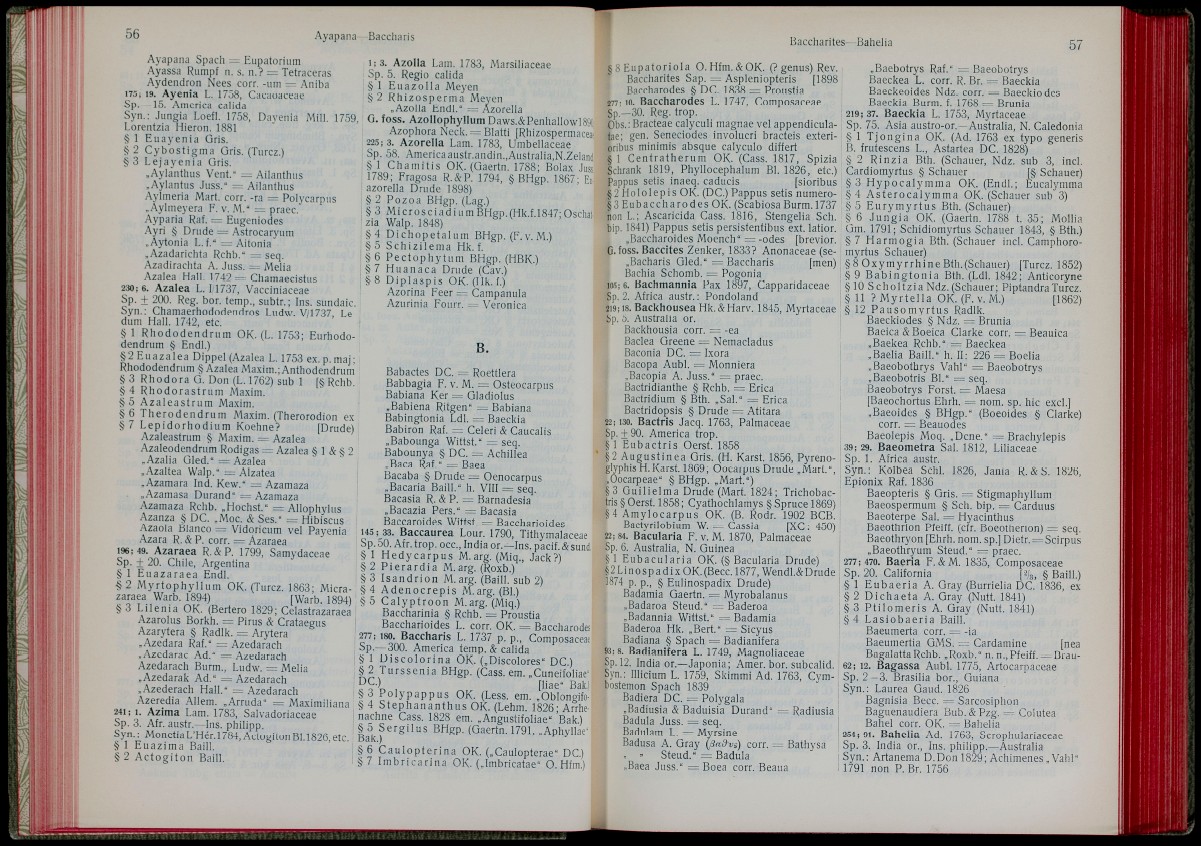 56
Ayapana—Baccharis
Ayapana Spach = Eupatorium
Ayassa Rumpf n. s. n.? = Tetraceras
Aydendron Nees corr. -um = Aniba
175; 19. Ayenia L. 1758, Cacaoaceae
Sp. 15. America calida
Syn.: Jungia Loefl. 1758, Dayenia Mill. 1759,
Lorentzia Hieron. 1881
§ 1 Euayenia Gris.
§ 2 Cybostigma Gris. (Turcz.)
§ 3 Lejayenia Gris.
„Aylanthus Vent.“ = Ailanthus
„Aylantus Juss.“ = Ailanthus
Aylmeria Mart. corr. -ra = Polycarpus
„Aylmeyera F. v. M.“ = praec.
Ayparia Raf. = Eugeniodes
Ayri § Drude = Astrocaryum
„Aytonia L. f.“ = Aitonia
„Azadarichta Rchb.“ = seq.
Azadirachta A. Juss. = Melia
Azalea Hall. 1742 = Chamaecistus
230; 6. Azalea L. I 1737, Vacciniaceae
Sp. ± 200. Reg. bor. temp., subtr.; Ins. sundaic.
Syn.: Chamaerhododendros Ludw. V/1737, Le
dum Hall. 1742, etc.
§ 1 Rhododendrum OK. (L. 1753; Eurhodo-
dendrum § Endl.)
§ 2 Euazalea Dippel (Azalea L. 1753 ex. p. maj;
Rhododendrum § Azalea Maxim.; Anthodendrum
§ 3 Rhodora G. Don (L. 1762) sub 1 [§ Rchb.
§ 4 Rhodorastrum Maxim.
§ 5 Azaleastrum Maxim.
§ 6 Therodendrum Maxim. (Therorodion ex
§ 7 Lepidorhodium Koehne? [Drude)
Azaleastrum § Maxim. = Azalea
Azaleodendrum Rodigas = Azalea § 1 & § 2
„Azalia Gled.“ = Azalea
„Azaltea Walp.“ = Alzatea
„Azamara Ind. Kew.“ = Azamaza
„Azamasa Durand“ = Azamaza
Azamaza Rchb. „Hochst.“ = Allophylus
Azanza § DC. „Moc. & Ses.“ = Hibiscus
Azaola Blanco = Vidoricum vel Payenia
Azara R. & P. corr. = Azaraea
196; 49. Azaraea R. & P. 1799, Samydaceae
Sp. ± 20. Chile, Argentina
§ 1 Euazaraea Endl.
§ 2 Myrtophyllum OK. (Turcz. 1863; Micra-
zaraea Warb. 1894) [Warb. 1894)
§ 3 Lilenia OK. (Bertero 1829; Celastrazaraea
Azarolus Borkh. = Pirus & Crataegus
Azarytera § Radlk. = Arytera
„Azedara Raf.“ = Azedarach
„Azedarac Ad.“ = Azedarach
Azedarach Burm., Ludw. = Melia
„Azedarak Ad.“ = Azedarach
„Azederach Hall.“ = Azedarach
Azeredia Allem. „Arruda“ = Maximiliana
241; 1. Azima Lam. 1783, Salvadoriaceae
Sp. 3. Afr. austr.—Ins. philipp.
Syn.: Monetia L'Hér. 1784, Actogiton Bl. 1826, etc.
§ 1 Euazima Baill.
§ 2 Actogiton Baill.
1; 3. Azolla Lam. 1783, Marsiliaceae
Sp. 5. Regio calida
§ 1 Euazolla Meyen
§ 2 Rhizosperma Meyen
„Azolla Endl.“ = Azorella
G. foss. Azollophyllum Daws. & Penhallow
Azophora Neck. = Blatti [Rhizospermaceae
225; 3. Azorella Lam. 1783, Umbellaceae
Sp. 58. America austr. andin., Australia, N. Zeland
§ 1 Chamitis OK. (Gaertn. 1788; Bolax Juss
1789; Fragosa R. & P. 1794, § BHgp. 1867; Eu
azorella Drude 1898)
§ 2 Pozoa BHgp. (Lag.)
§ 3 Microsciadium BHgp. (Hk. f. 1847; Oschat
zia Walp. 1848)
§ 4 Dichopetalum BHgp. (F. v. M.)
§ 5 Schizilema Hk. f.
§ 6 Pectophytum BHgp. (HBK.)
§ 7 Huanaca Drude (Cav.)
§ 8 Diplaspis OK. (Hk. f.)
Azorina Feer = Campanula
Azurinia Fourr. = Veronica
B.
Babactes DC. = Roettlera
Babbagia F. v. M. = Osteocarpus
Babiana Ker = Gladiolus
„Babiena Ritgen“ = Babiana
Babingtonia Ldl. = Baeckia
Babiron Raf. = Celeri & Caucalis
„Babounga Wittst.“ = seq.
Babounya § DC. = Achillea
„Baca Raf.“ = Baea
Bacaba § Drude = Oenocarpus
„Bacaria Baill.“ h. VIII = seq.
Bacasia R. & P. = Barnadesia
„Bacazia Pers.“ = Bacasia
Baccaroides Wittst. = Baccharioides
145; 33. Baccaurea Lour. 1790, Tithymalaceae
Sp. 50. Afr. trop. occ., India or.—Ins. pacif. & sund
§ 1 Hedycarpus M. arg. (Miq., Jack?)
§ 2 Pierardia M. arg. (Roxb.)
§ 3 Isandrion M. arg. (Baill. sub 2)
§ 4 Adenocrepis M. arg. (Bl.)
§ 5 Calyptroon M. arg. (Miq.)
Baccharinia § Rchb. = Proustia
Baccharioides L. corr. OK. = Baccharodes
277; 180. Baccharis L. 1737 p. p., Composaceae
Sp.—300. America temp. & calida
§ 1 Discolorina OK. („Discolores“ DC.)
§ 2 Turssenia BHgp. (Cass. em. „Cuneifoliae“
DC.) [liae“ Bak.)
§ 3 Polypappus OK. (Less. em. „Oblongifo-
§ 4 Stephananthus OK. (Lehm. 1826; Arrhe-
nachne Cass. 1828 em. „Angustifoliae“ Bak.)
§ 5 Sergilus BHgp. (Gaertn. 1791. „Aphyllae“
Bak.)
§ 6 Caulopterina OK. („Caulopterae“ DC.)
§ 7 Imbricarina OK. („Imbricatae“ O. Hfm.)
Baccharites—Bahelia
57
§ 8 Eupatoriola O. Hfm. & OK. (? genus) Rev.
Baccharites Sap. = Aspleniopteris [1898
Baccharodes § DC. 1838 = Proustia
277; 10. Baccharodes L. 1747, Composaceae
Sp.—30. Reg. trop.
Obs.: Bracteae calyculi magnae vel appendicula-
tae; gen. Seneciodes involucri bracteis exteri-
oribus minimis absque calyculo differt
§ 1 Centratherum OK. (Cass. 1817, Spizia
Schrank 1819, Phyllocephalum Bl. 1826, etc.)
Pappus setis inaeq. caducis [sioribus
§ 2 Hololepis OK. (DC.) Pappus setis numero-
§ 3 Eubaccharodes OK. (Scabiosa Burm. 1737
non L.; Ascaricida Cass. 1816, Stengelia Sch.
bip. 1841) Pappus setis persistentibus ext. latior.
„Baccharoides Moench“ = -odes [brevior.
G. foss. Baccites Zenker, 1833? Anonaceae (se-
„Bacharis Gled.“ = Baccharis [men)
Bachia Schomb. = Pogonia
105; 6. Bachmannia Pax 1897, Capparidaceae
Sp. 2. Africa austr.: Pondoland
219; 18. Backhousea Hk. & Harv. 1845, Myrtaceae
Sp. 5. Australia or.
Backhousia corr. = -ea
Baclea Greene = Nemacladus
Baconia DC. = Ixora
Bacopa Aubl. = Monniera
„Bacopia A. Juss.“ = praec.
Bactridianthe § Rchb. = Erica
Bactridium § Bth. „Sal.“ = Erica
Bactridopsis § Drude = Atitara
22; 130. Bactris Jacq. 1763, Palmaceae
Sp. + 90. America trop.
§ 1 Eubactris Oerst. 1858
§ 2 Augustinea Gris. (H. Karst. 1856, Pyreno-
glyphis H. Karst. 1869; Oocarpus Drude „Mart.“,
„Oocarpeae“ § BHgp. „Mart.“)
§ 3 Guilielma Drude (Mart. 1824; Trichobac-
tris § Oerst. 1858; Cyathochlamys § Spruce 1869)
§ 4 Amylocarpus OK. (B. Rodr. 1902 BCB.
Bactyrilobium W. = Cassia [XC: 450)
22; 84. Bacularia F. v. M. 1870, Palmaceae
Sp. 6. Australia, N. Guinea
§ 1 Eubacularia OK. (§ Bacularia Drude)
§ 2 Linospadix OK. (Becc. 1877, Wendl. & Drude
1874 p. p., § Eulinospadix Drude)
Badamia Gaertn. = Myrobalanus
„Badaroa Steud.“ = Baderoa
„Badannia Wittst.“ = Badamia
Baderoa Hk. „Bert.“ = Sicyus
Badiana § Spach = Badianifera
93; 8. Badianifera L. 1749, Magnoliaceae
Sp. 12. India or.—Japonia; Amer. bor. subcalid.
Syn.: Illicium L. 1759, Skimmi Ad. 1763, Cym-
bostemon Spach 1839
Badiera DC. = Polygala
„Badiusia & Baduisia Durand“ = Radiusia
Badula Juss. = seq.
Badulam L. = Myrsine
Badusa A. Gray (βαδυς) corr. = Bathysa
„ Steud.“ = Badula
„Baea Juss.“ = Boea corr. Beaua
„Baebotrys Raf.“ = Baeobotrys
Baeckea L. corr. R. Br. = Baeckia
Baeckeoides Ndz. corr. = Baeckiodes
Baeckia Burm. f. 1768 = Brunia
219; 37. Baeckia L. 1753, Myrtaceae
Sp. 75. Asia austro-or.—Australia, N. Caledonia
§ 1 Tjongina OK. (Ad. 1763 ex typo generis
B. frutescens L., Astartea DC. 1828)
§ 2 Rinzia Bth. (Schauer, Ndz. sub 3, incl.
Cardiomyrtus § Schauer [§ Schauer)
§ 3 Hypocalymma OK. (Endl.; Eucalymma
§ 4 Asterocalymma OK. (Schauer sub 3)
§ 5 Eurymyrtus Bth. (Schauer)
§ 6 Jungia OK. (Gaertn. 1788 t. 35; Mollia
Gm. 1791; Schidiomyrtus Schauer 1843, § Bth.)
§ 7 Harmogia Bth. (Schauer incl. Camphoro-
myrtus Schauer)
§ 8 Oxymyrrhine Bth. (Schauer) [Turcz. 1852)
§ 9 Babingtonia Bth. (Ldl. 1842; Anticoryne
§ 10 Scholtzia Ndz. (Schauer; Piptandra Turcz.
§ 11 ? Myrtella OK. (F. v. M.) [1862)
§ 12 Pausomyrtus Radlk.
Baeckiodes § Ndz. = Brunia
Baeica & Boeica Clarke corr. = Beauica
„Baekea Rchb.“ = Baeckea
„Baelia Baill.“ h. II: 226 = Boelia
„Baeobothrys Vahl“ = Baeobotrys
„Baeobotris Bl.“ = seq.
Baeobotrys Forst. = Maesa
[Baeochortus Ehrh. = nom. sp. hic excl.]
„Baeoides § BHgp.“ (Boeoides § Clarke)
corr. = Beauodes
Baeolepis Moq. „Dcne.“ = Brachylepis
39; 29. Baeometra Sal. 1812, Liliaceae
Sp. 1. Africa austr.
Syn.: Kölbea Schl. 1826, Jania R. & S. 1826,
Epionix Raf. 1836
Baeopteris § Gris. = Stigmaphyllum
Baeospermum § Sch. bip. = Carduus
Baeoterpe Sal. = Hyacinthus
Baeothrion Pfeiff. (cfr. Boeotherion) = seq.
Baeothryon [Ehrh. nom. sp.] Dietr. = Scirpus
„Baeothryum Steud.“ = praec.
277; 470. Baeria F. & M. 1835, Composaceae
Sp. 20. California [2/3, § Baill.)
§ 1 Eubaeria A. Gray (Burrielia DC. 1836, ex
§ 2 Dichaeta A. Gray (Nutt. 1841)
§ 3 Ptilomeris A. Gray (Nutt. 1841)
§ 4 Lasiobaeria Baill.
Baeumerta corr. = -ia
Baeumertia GMS. = Cardamine [nea
Bagalatta Rchb. „Roxb.“ n. n., Pfeiff. = Brau-
62; 12. Bagassa Aubl. 1775, Artocarpaceae
Sp. 2-3. Brasilia bor., Guiana
Syn.: Laurea Gaud. 1826
Bagnisia Becc. = Sarcosiphon
Baguenaudiera Bub. & Pzg. = Colutea
Bahel corr. OK. = Bahelia
254; 91. Bahelia Ad. 1763, Scrophulariaceae
Sp. 3. India or., Ins. philipp.—Australia
Syn.: Artanema D. Don 1829; Achimenes „Vahl“
1791 non P. Br. 1756